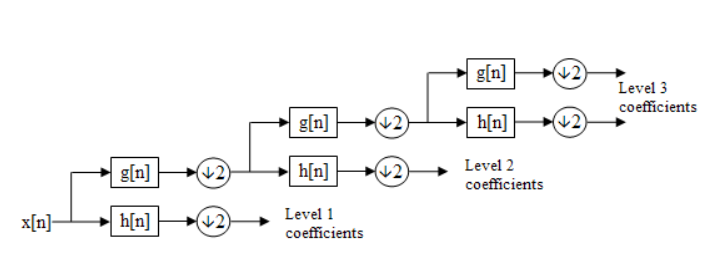 g[n]
↓2
Level 3
coefficients
g[n]
↓2
h[n]
↓2
g[n]
↓2
h[n]
↓2
Level 2
coefficients
x[n]
h[n]
↓2
Level 1
coefficients